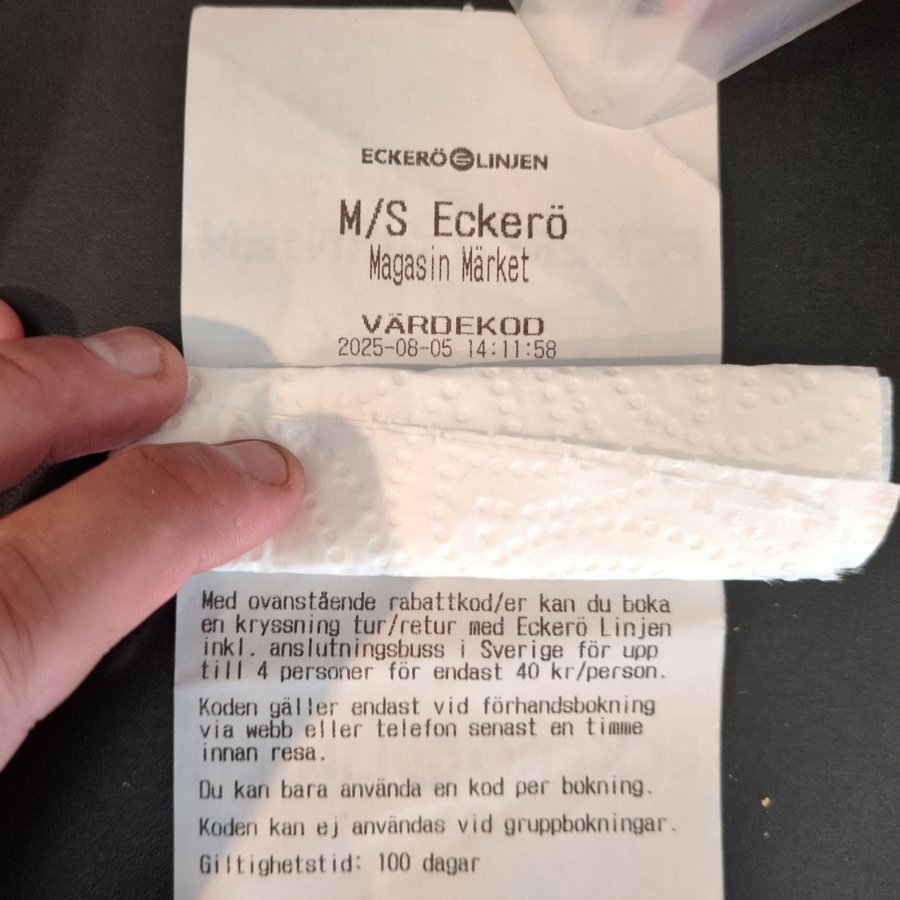 ECKERÖ LINJEN
M/S Eckerö
Magasin Märket
VÄRDEKOD
2025-08-05 14:11:58
Med ovanstående rabattkod/er kan du boka
en kryssning tur/retur med Eckerö Linjen
inkl. anslutningsbuss i Sverige för upp
till 4 personer för endast 40 kr/person.
Koden gäller endast vid förhandsbokning
via webb eller telefon senast en timme
innan resa.
Du kan bara använda en kod per bokning.
Koden kan ej användas vid gruppbokningar.
Giltighetstid: 100 dagar